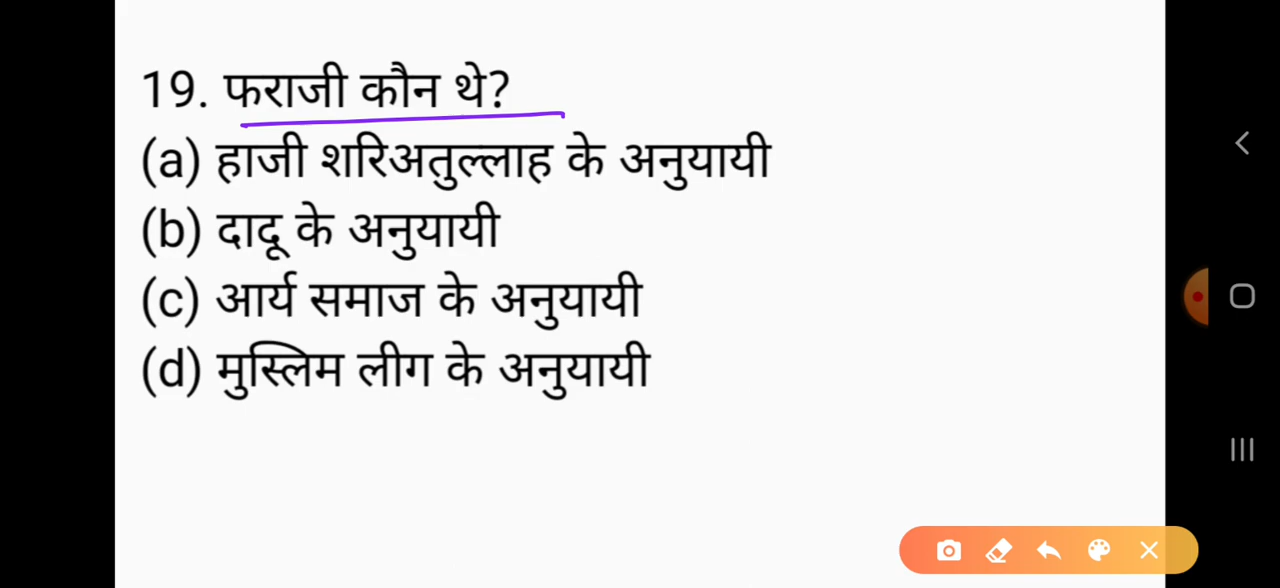 19. फराजी कौन थे?
(a) हाजी शरिअतुल्लाह के अनुयायी
(b) दादू के अनुयायी
(c) आर्य समाज के अनुयायी
(d) मुस्लिम लीग के अनुयायी